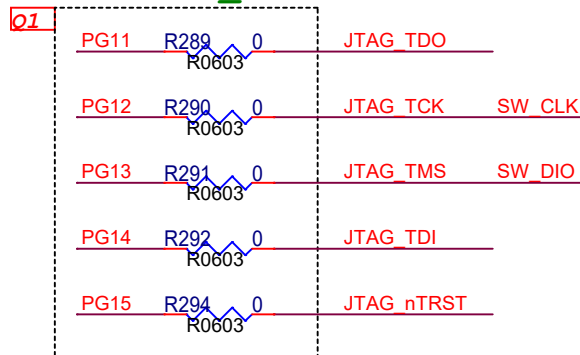 Q1
PG11 R289 0 JTAG_TDO
R0603
PG12 R290 0 JTAG_TCK SW_CLK
R0603
PG13 R291 0 JTAG_TMS SW_DIO
R0603
PG14 R292 0 JTAG_TDI
R0603
PG15 R294 0 JTAG_nTRST
R0603